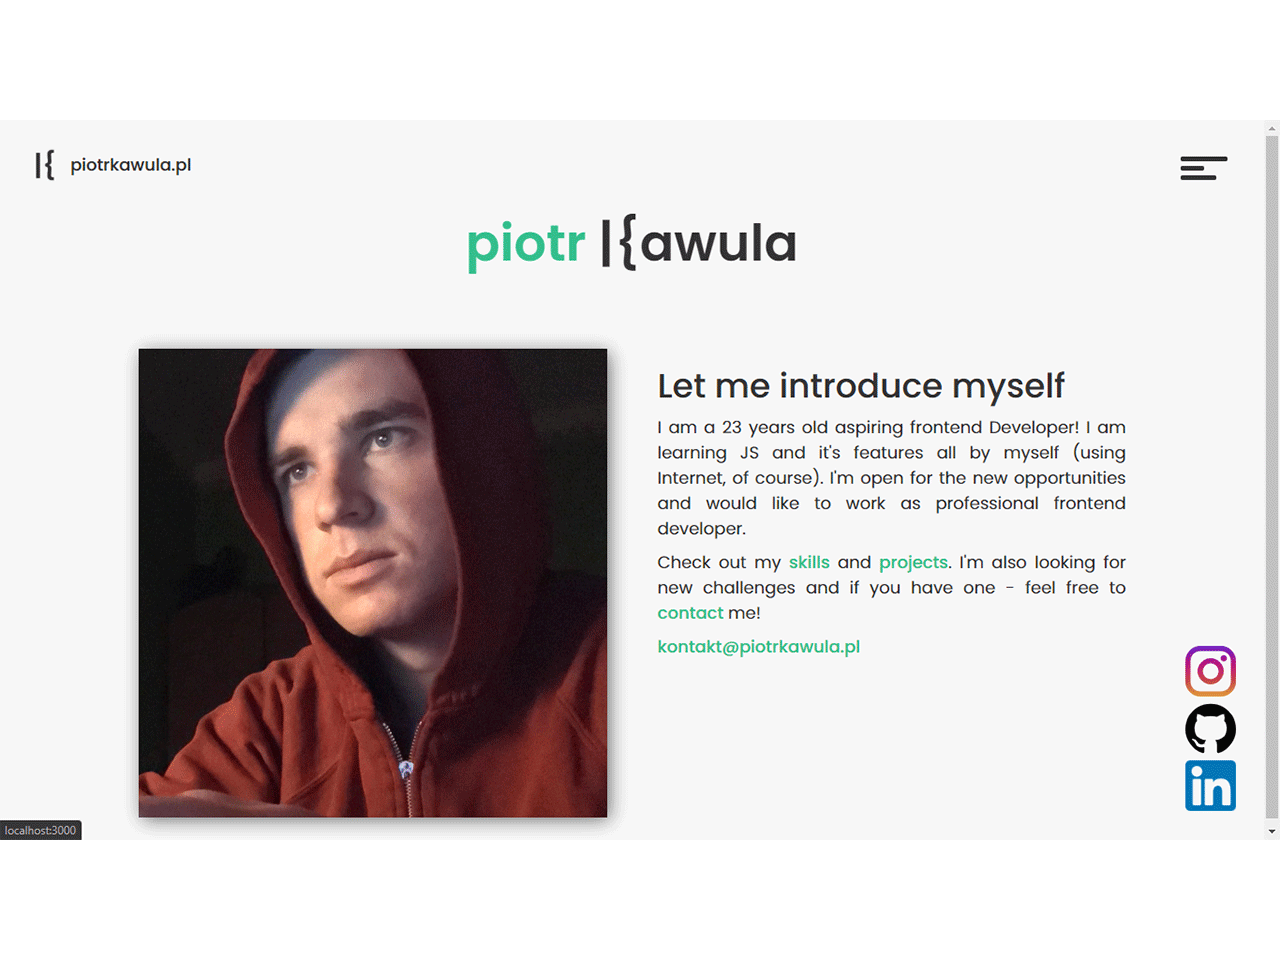 |{ piotrkawula.pl
piotr |{awula
Let me introduce myself
I am a 23 years old aspiring frontend Developer! I am
learning JS and it's features all by myself (using
Internet, of course). I'm open for the new opportunities
and would like to work as professional frontend
developer.
Check out my skills and projects. I'm also looking for
new challenges and if you have one - feel free to
contact me!
kontakt@piotrkawula.pl
in
localhost:3000